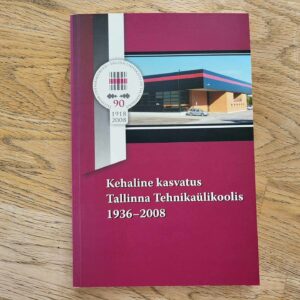 90
1918
2008
Kehaline kasvatus
Tallinna Tehnikaülikoolis
1936–2008